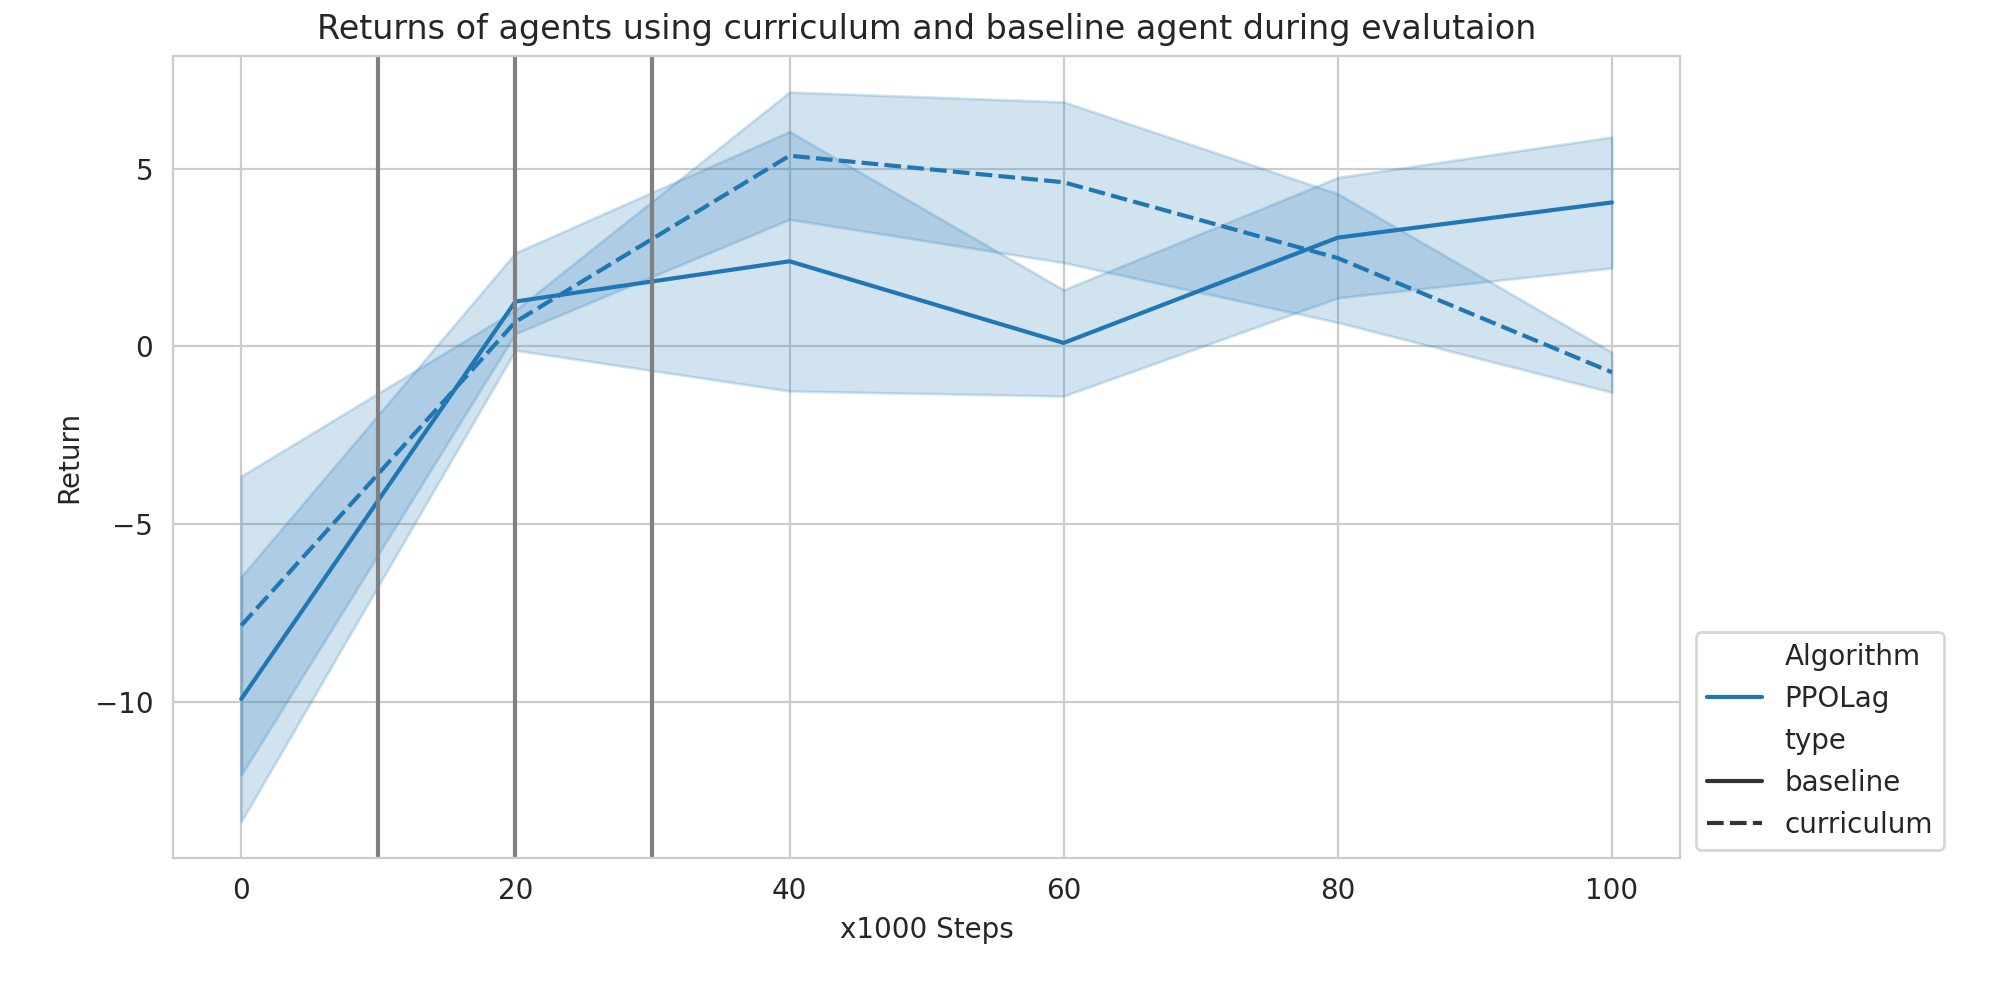 Returns of agents using curriculum and baseline agent during evalutaion
5
0
−5
−10
Return
0 20 40 60 80 100
x1000 Steps
Algorithm
PPOLag
type
baseline
curriculum